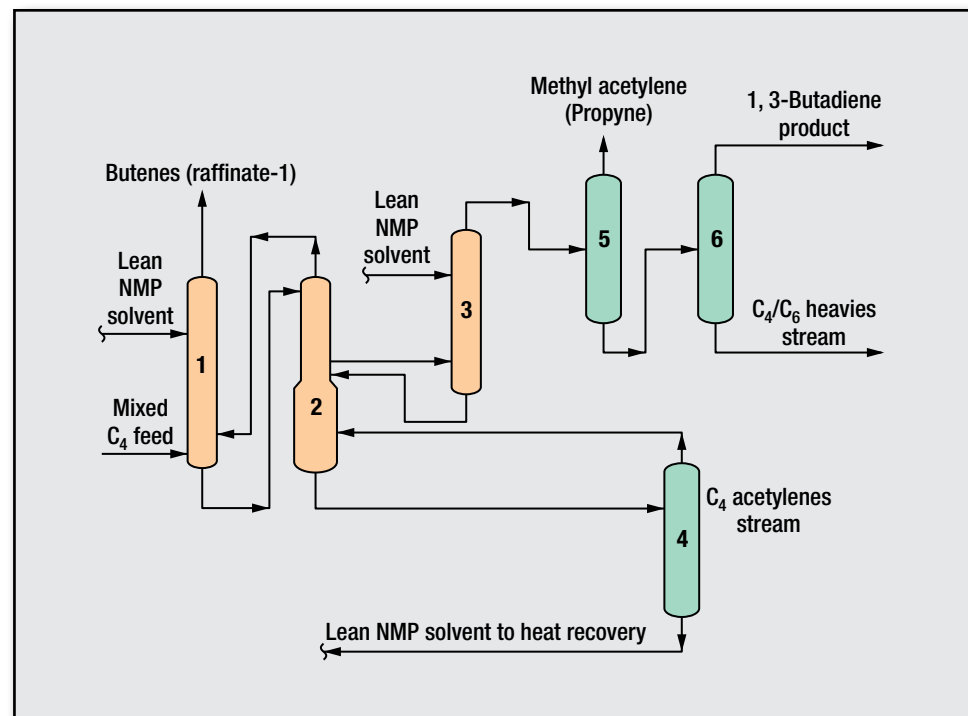 Methyl acetylene
(Propyne)
1, 3-Butadiene
product
Butenes (raffinate-1)
Lean
NMP
solvent
Lean
NMP
solvent
5
6
3
C₄/C₆ heavies
stream
1
2
Mixed
C₄ feed
C₄ acetylenes
stream
4
Lean NMP solvent to heat recovery